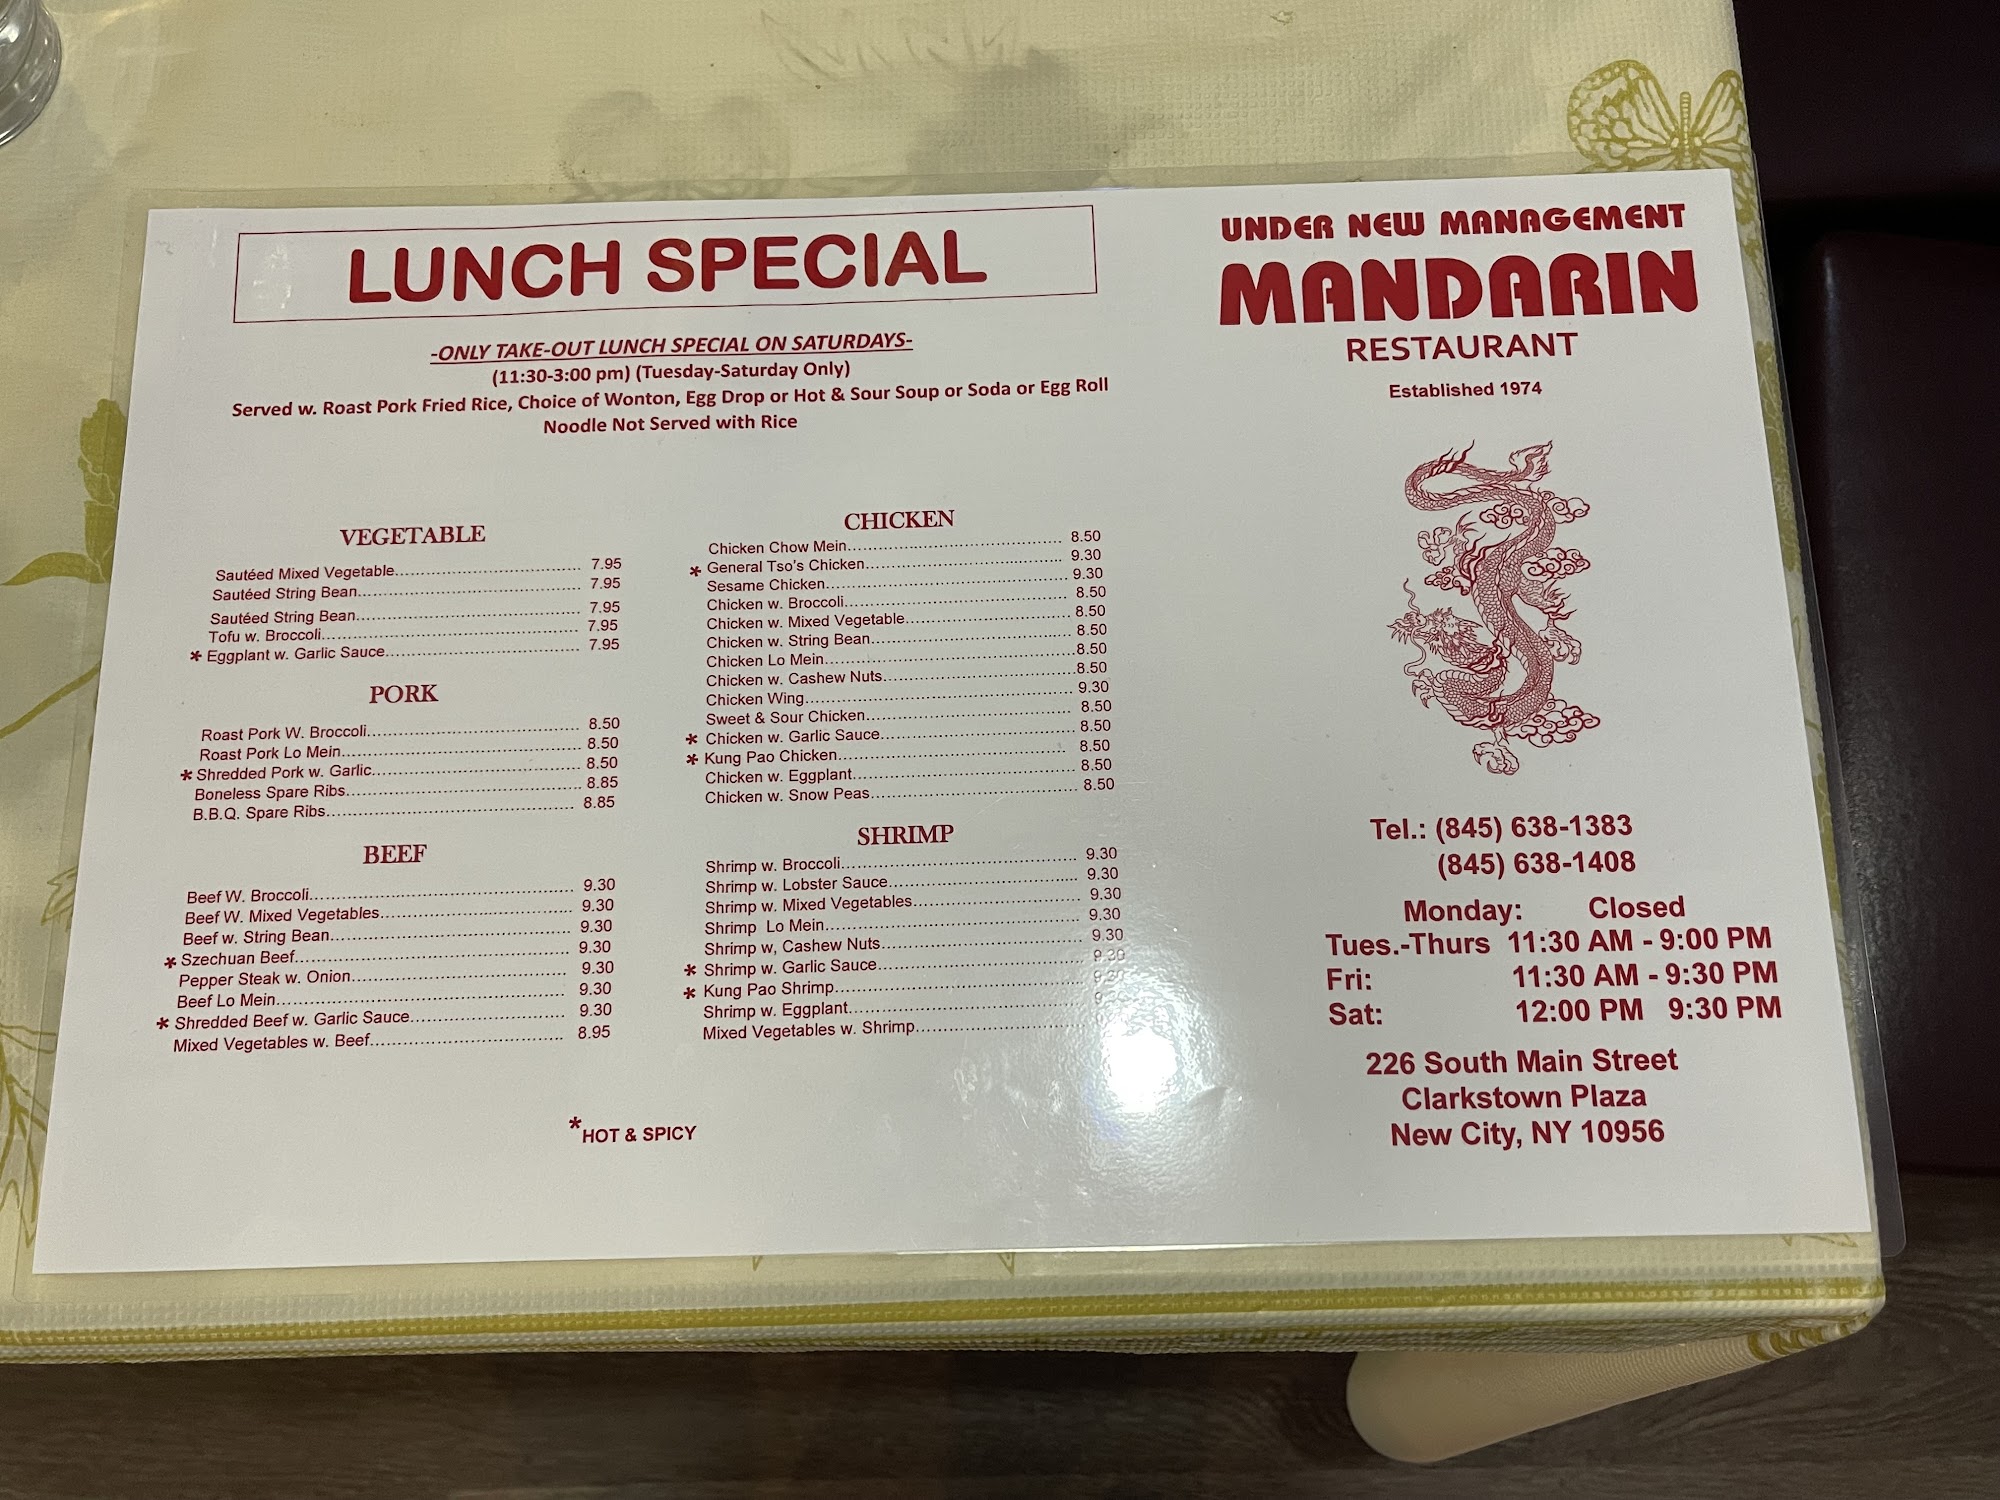 LUNCH SPECIAL
-ONLY TAKE-OUT LUNCH SPECIAL ON SATURDAYS-
(11:30-3:00 pm) (Tuesday-Saturday Only)
Served w. Roast Pork Fried Rice, Choice of Wonton, Egg Drop or Hot & Sour Soup or Soda or Egg Roll
Noodle Not Served with Rice
VEGETABLE
Sautéed Mixed Vegetable 7.95
Sautéed String Bean 7.95
Sautéed String Bean 7.95
Tofu w. Broccoli 7.95
* Eggplant w. Garlic Sauce 7.95
PORK
Roast Pork W. Broccoli 8.50
Roast Pork Lo Mein 8.50
* Shredded Pork w. Garlic 8.50
Boneless Spare Ribs 8.85
B.B.Q. Spare Ribs 8.85
BEEF
Beef W. Broccoli 9.30
Beef W. Mixed Vegetables 9.30
Beef w. String Bean 9.30
* Szechuan Beef 9.30
Pepper Steak w. Onion 9.30
Beef Lo Mein 9.30
* Shredded Beef w. Garlic Sauce 9.30
Mixed Vegetables w. Beef 8.95
CHICKEN
Chicken Chow Mein 8.50
* General Tso's Chicken 9.30
Sesame Chicken 9.30
Chicken w. Broccoli 8.50
Chicken w. Mixed Vegetable 8.50
Chicken w. String Bean 8.50
Chicken Lo Mein 8.50
Chicken w. Cashew Nuts 8.50
Chicken Wing 9.30
Sweet & Sour Chicken 8.50
* Chicken w. Garlic Sauce 8.50
* Kung Pao Chicken 8.50
Chicken w. Eggplant 8.50
Chicken w. Snow Peas 8.50
SHRIMP
Shrimp w. Broccoli 9.30
Shrimp w. Lobster Sauce 9.30
Shrimp w. Mixed Vegetables 9.30
Shrimp Lo Mein 9.30
Shrimp w, Cashew Nuts 9.30
* Shrimp w. Garlic Sauce 9.30
* Kung Pao Shrimp 9.30
Shrimp w. Eggplant
Mixed Vegetables w. Shrimp
*HOT & SPICY
UNDER NEW MANAGEMENT
MANDARIN
RESTAURANT
Established 1974
Tel.: (845) 638-1383
(845) 638-1408
Monday: Closed
Tues.-Thurs 11:30 AM - 9:00 PM
Fri: 11:30 AM - 9:30 PM
Sat: 12:00 PM 9:30 PM
226 South Main Street
Clarkstown Plaza
New City, NY 10956